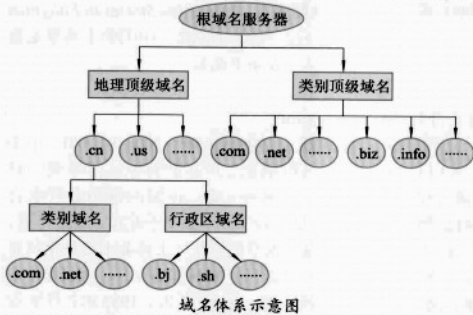 根域名服务器
地理顶级域名 类别顶级域名
.cn .us …… .com .net …… .biz .info ……
类别域名 行政区域名
.com .net …… .bj .sh ……
域名体系示意图